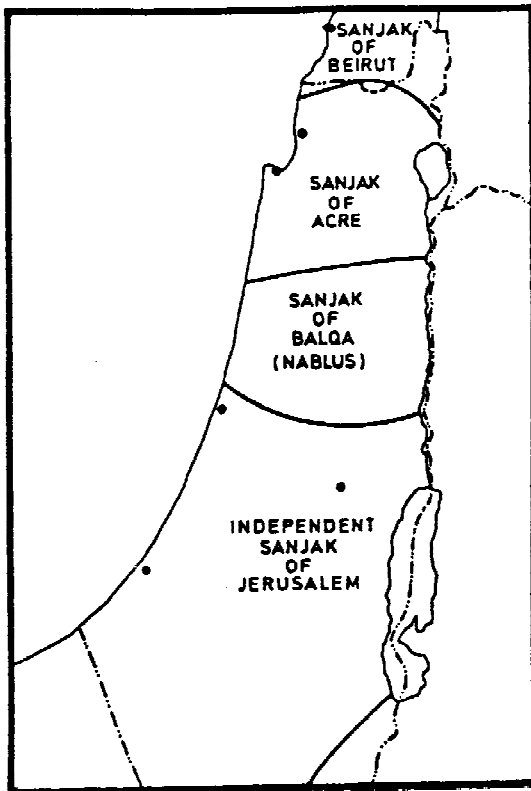 SANJAK
OF
BEIRUT
SANJAK
OF
ACRE
SANJAK
OF
BALQA
(NABLUS)
INDEPENDENT
SANJAK
OF
JERUSALEM